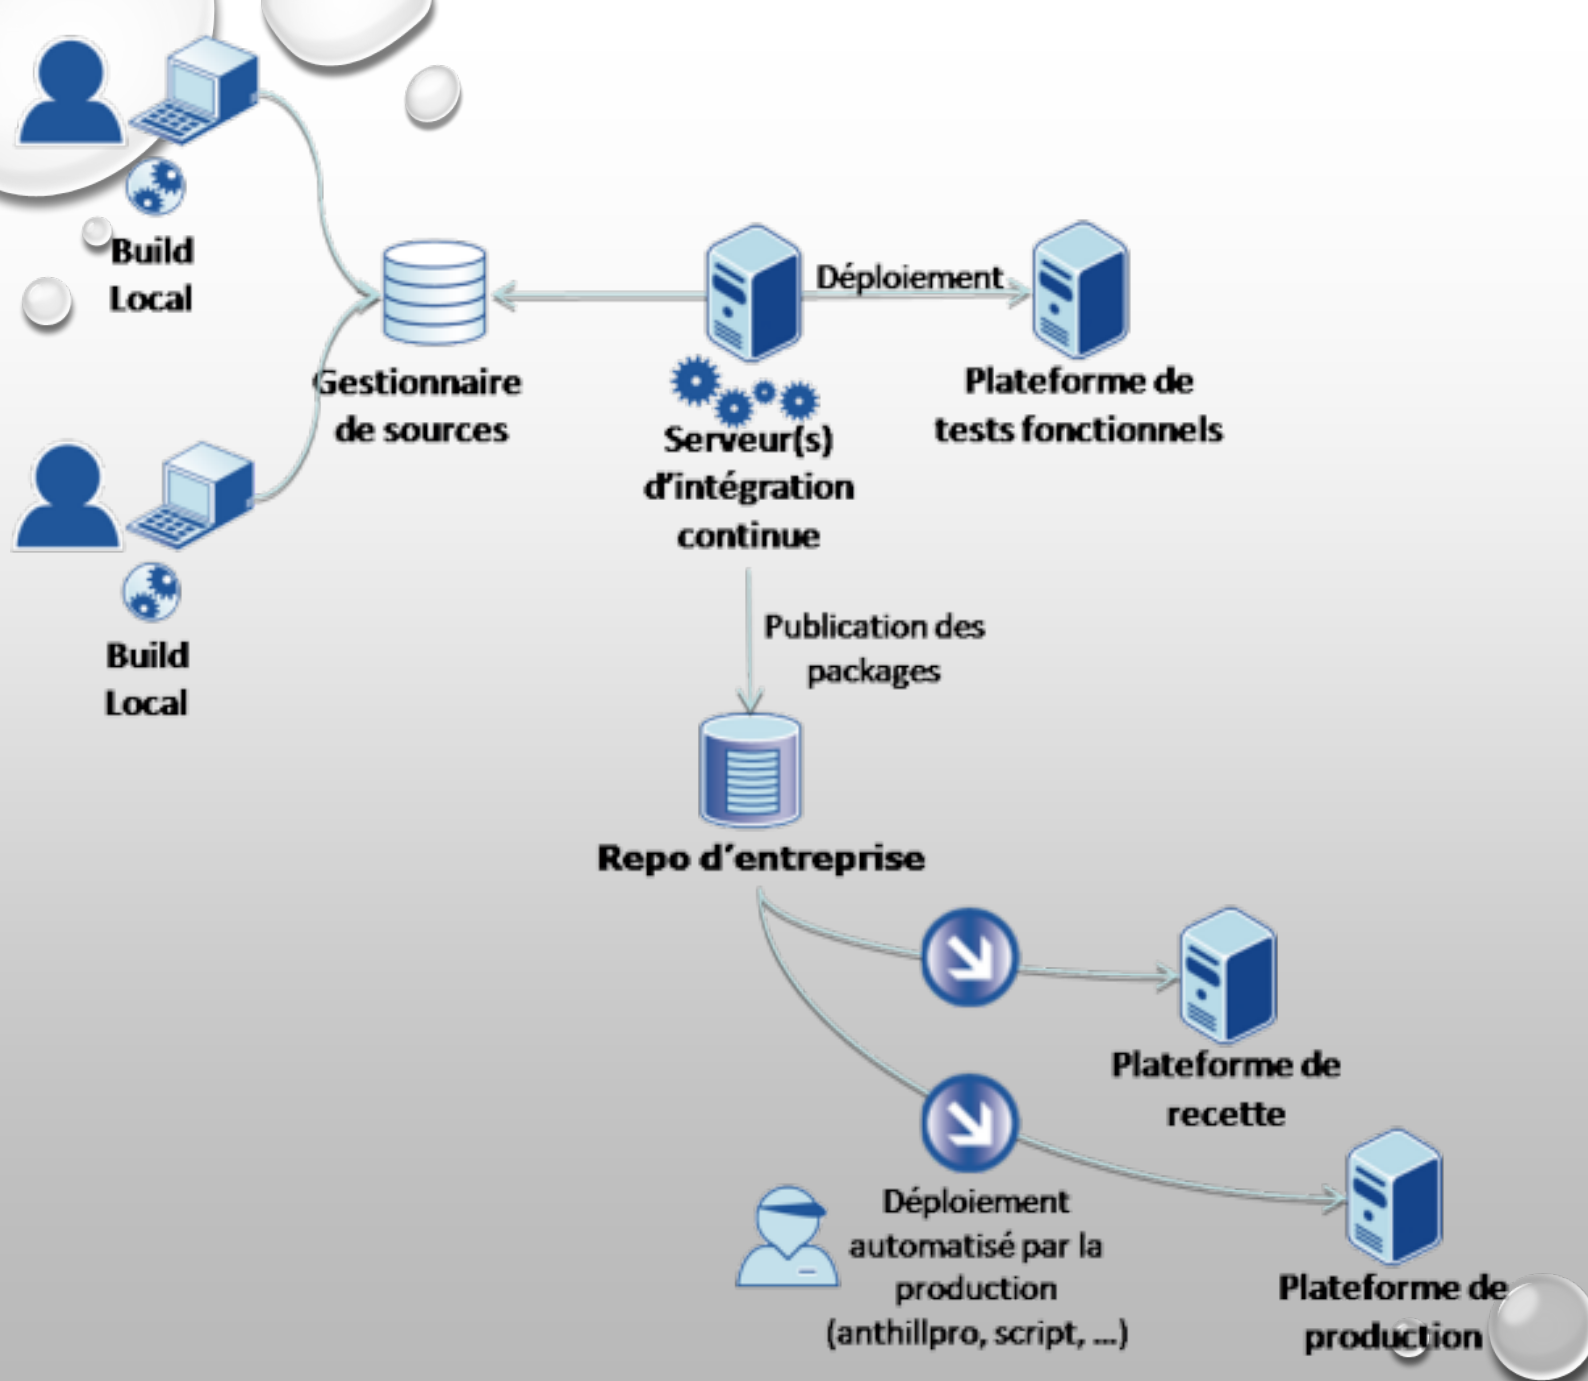 Build
Local
Gestionnaire
de sources
Build
Local
Serveur(s)
d'intégration
continue
Déploiement
Plateforme de
tests fonctionnels
Publication des
packages
Repo d'entreprise
Plateforme de
recette
Déploiement
automatisé par la
production
(anthillpro, script, ...)
Plateforme de
production